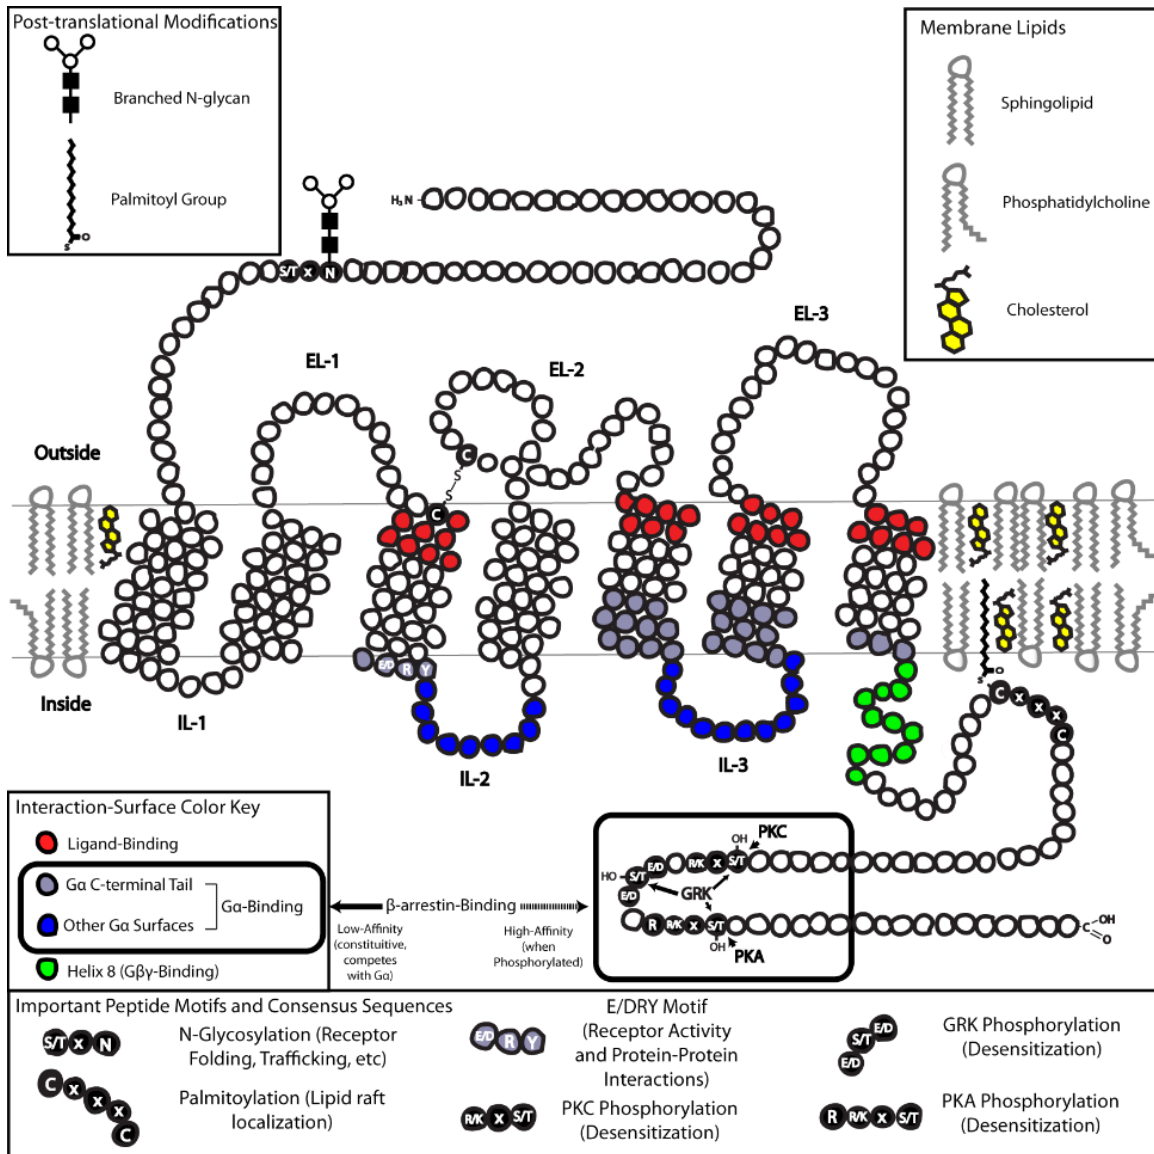 Post-translational Modifications
Branched N-glycan
Palmitoyl Group
S
O
Membrane Lipids
Sphingolipid
Phosphatidylcholine
Cholesterol
H₃N
S/T X N
EL-1
EL-2
EL-3
Outside
C
S
S
C
Inside
E/D R Y
IL-1
IL-2
IL-3
S
O
C X X X C
Interaction-Surface Color Key
Ligand-Binding
Gα C-terminal Tail
Other Gα Surfaces
Gα-Binding
Helix 8 (Gβγ-Binding)
β-arrestin-Binding
Low-Affinity
(constituitive,
competes
with Gα)
High-Affinity
(when
Phosphorylated)
OH
PKC
E/D R/K X S/T
HO S/T
GRK
E/D
R R/K X S/T
OH
PKA
C
OH
O
Important Peptide Motifs and Consensus Sequences
S/T X N
N-Glycosylation (Receptor
Folding, Trafficking, etc)
C X X X C
Palmitoylation (Lipid raft
localization)
E/D R Y
E/DRY Motif
(Receptor Activity
and Protein-Protein
Interactions)
R/K X S/T
PKC Phosphorylation
(Desensitization)
E/D S/T E/D
GRK Phosphorylation
(Desensitization)
R R/K X S/T
PKA Phosphorylation
(Desensitization)